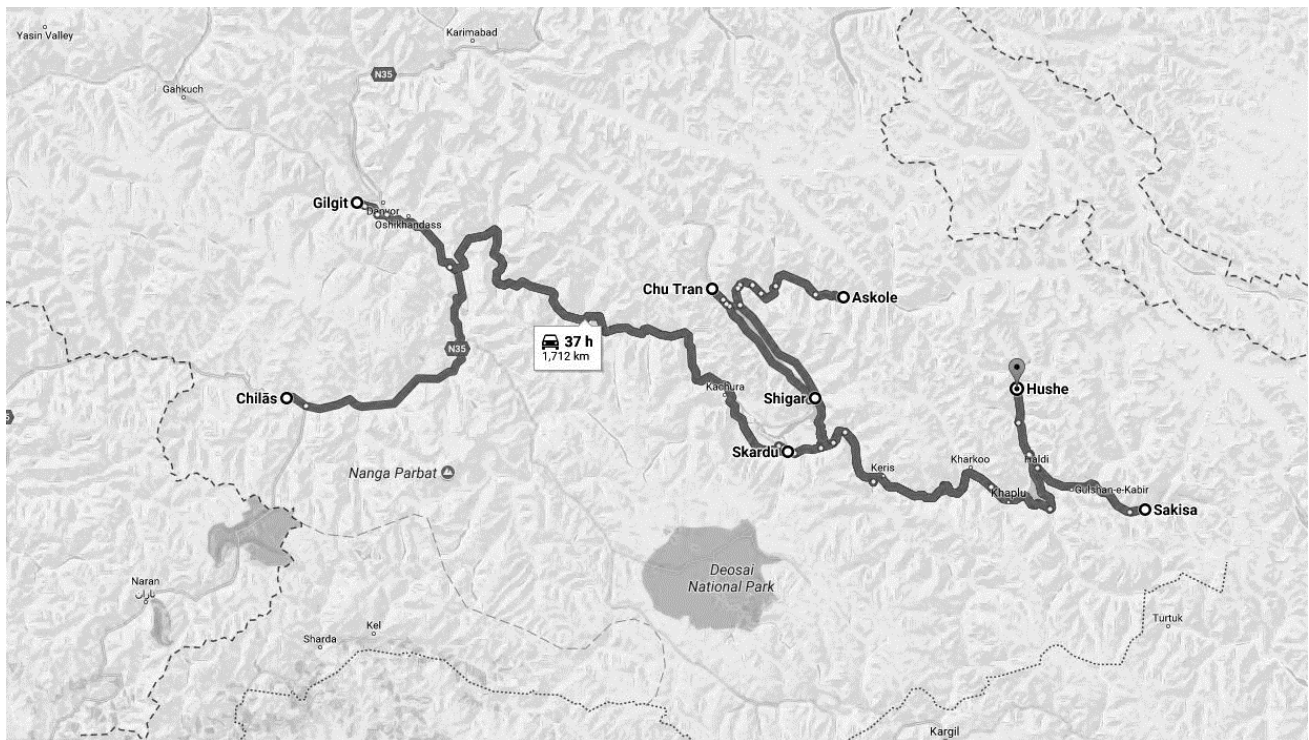 Yasin Valley
Karimabad
N35
Gahkuch
Gilgit
Danyor
Oshikhandass
Chu Tran
Askole
37 h
1,712 km
N35
Kachura
Hushe
Chilās
Shigar
Skardu
Nanga Parbat
Keris
Kharkoo
Haldi
Khaplu
Gulshan-e-Kabir
Sakisa
Deosai
National Park
Naran
ناران
Kel
Sharda
Turtuk
Kargil